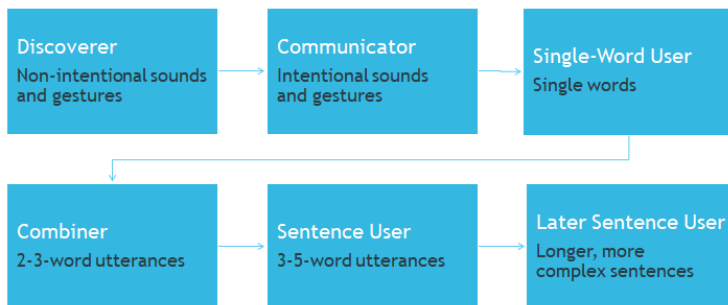 Discoverer
Non-intentional sounds
and gestures
Communicator
Intentional sounds
and gestures
Single-Word User
Single words
Combiner
2-3-word utterances
Sentence User
3-5-word utterances
Later Sentence User
Longer, more
complex sentences